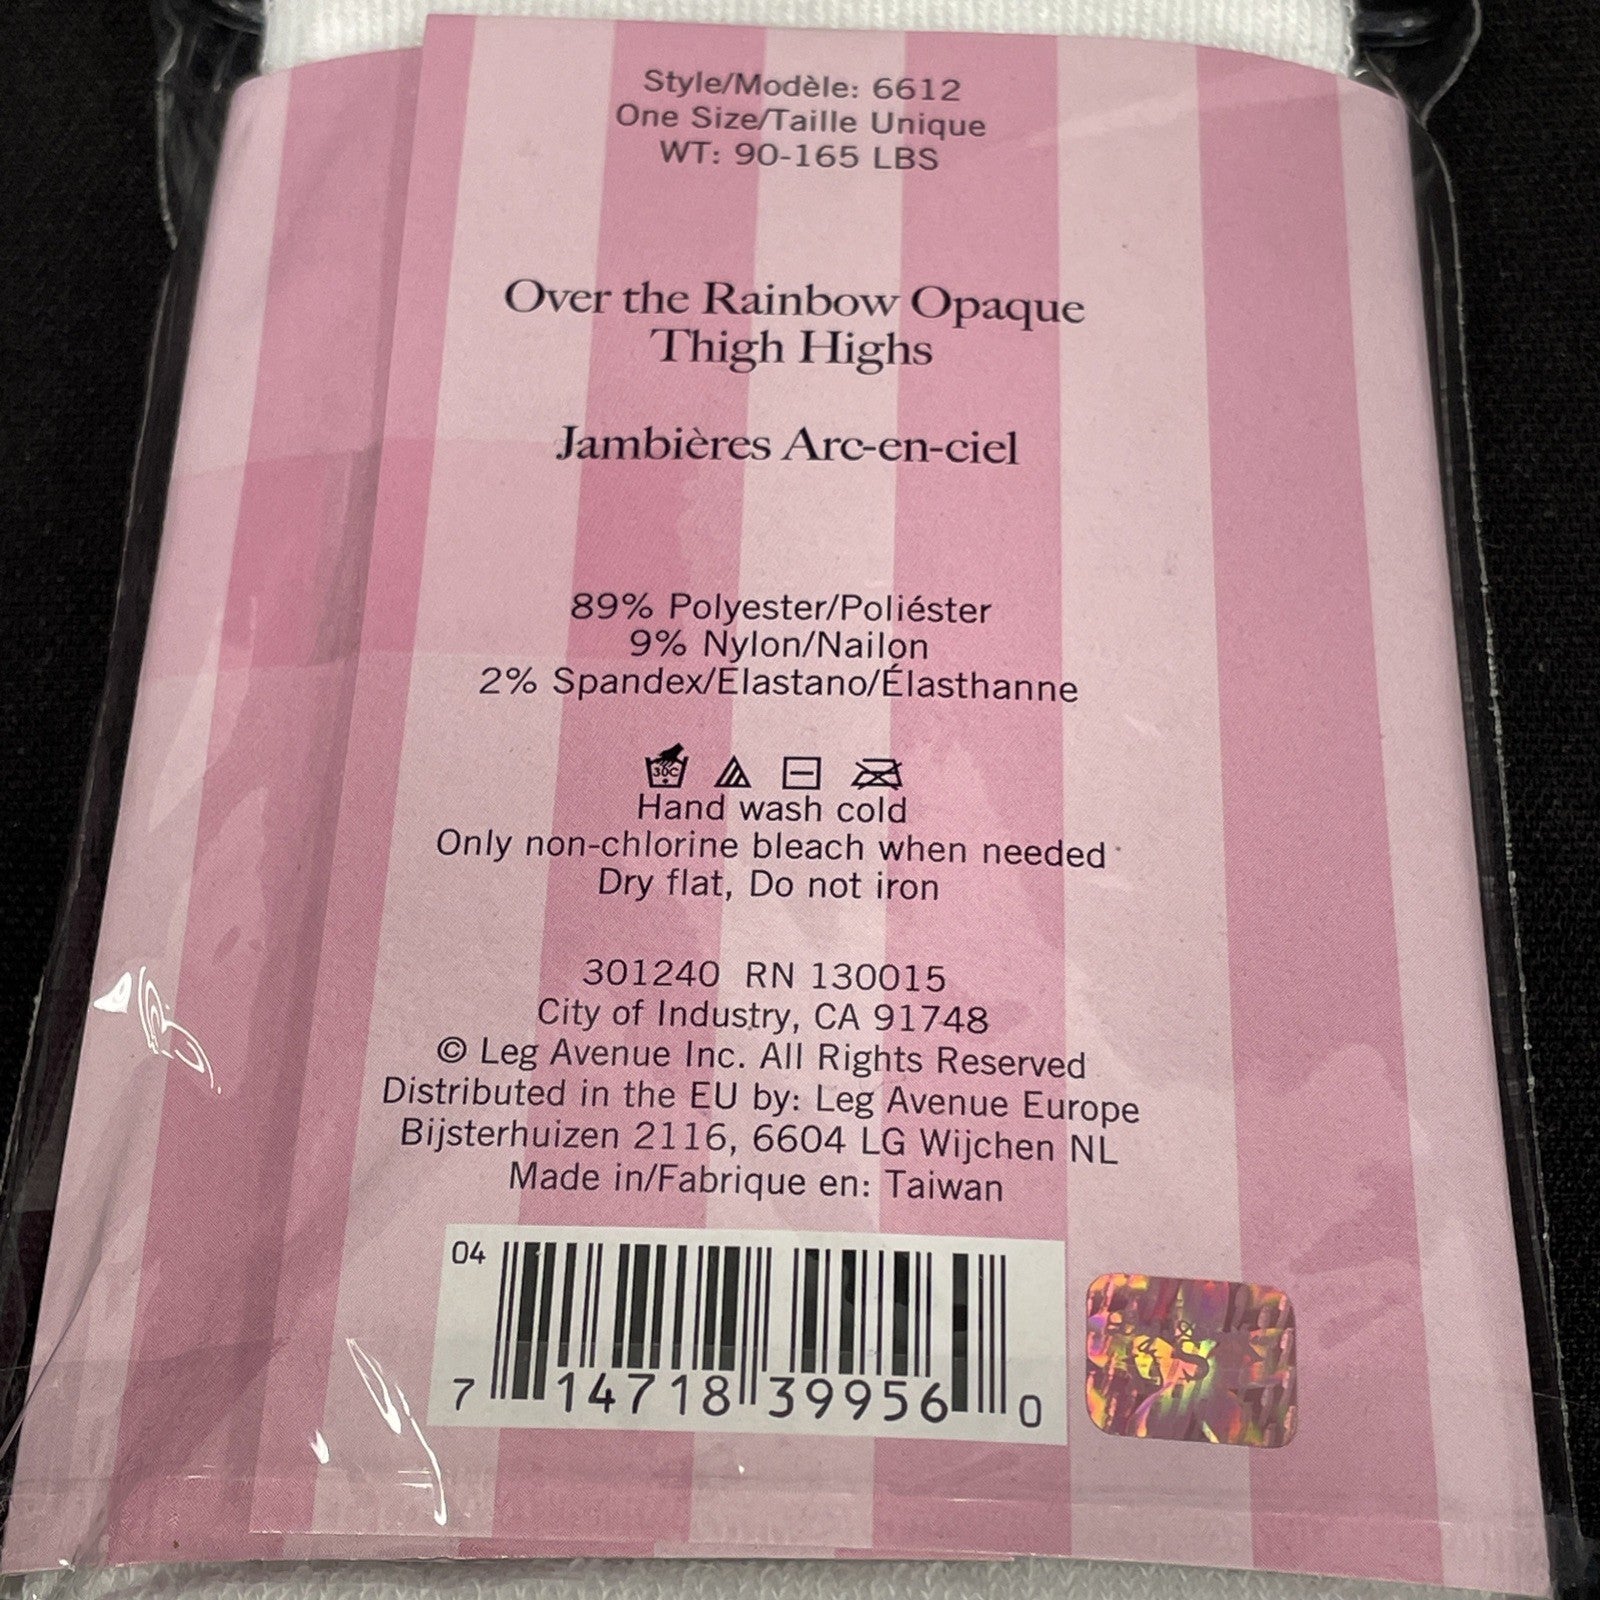 Style/Modèle: 6612
One Size/Taille Unique
WT: 90-165 LBS
Over the Rainbow Opaque
Thigh Highs
Jambières Arc-en-ciel
89% Polyester/Poliéster
9% Nylon/Nailon
2% Spandex/Elastano/Élasthanne
30C
Hand wash cold
Only non-chlorine bleach when needed
Dry flat, Do not iron
301240 RN 130015
City of Industry, CA 91748
© Leg Avenue Inc. All Rights Reserved
Distributed in the EU by: Leg Avenue Europe
Bijsterhuizen 2116, 6604 LG Wijchen NL
Made in/Fabrique en: Taiwan
04
7 14718 39956 0